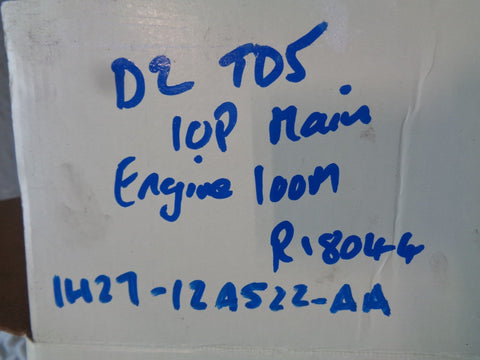 D2 TD5
10P Main
Engine loom
R18044
1H27-12A522-AA